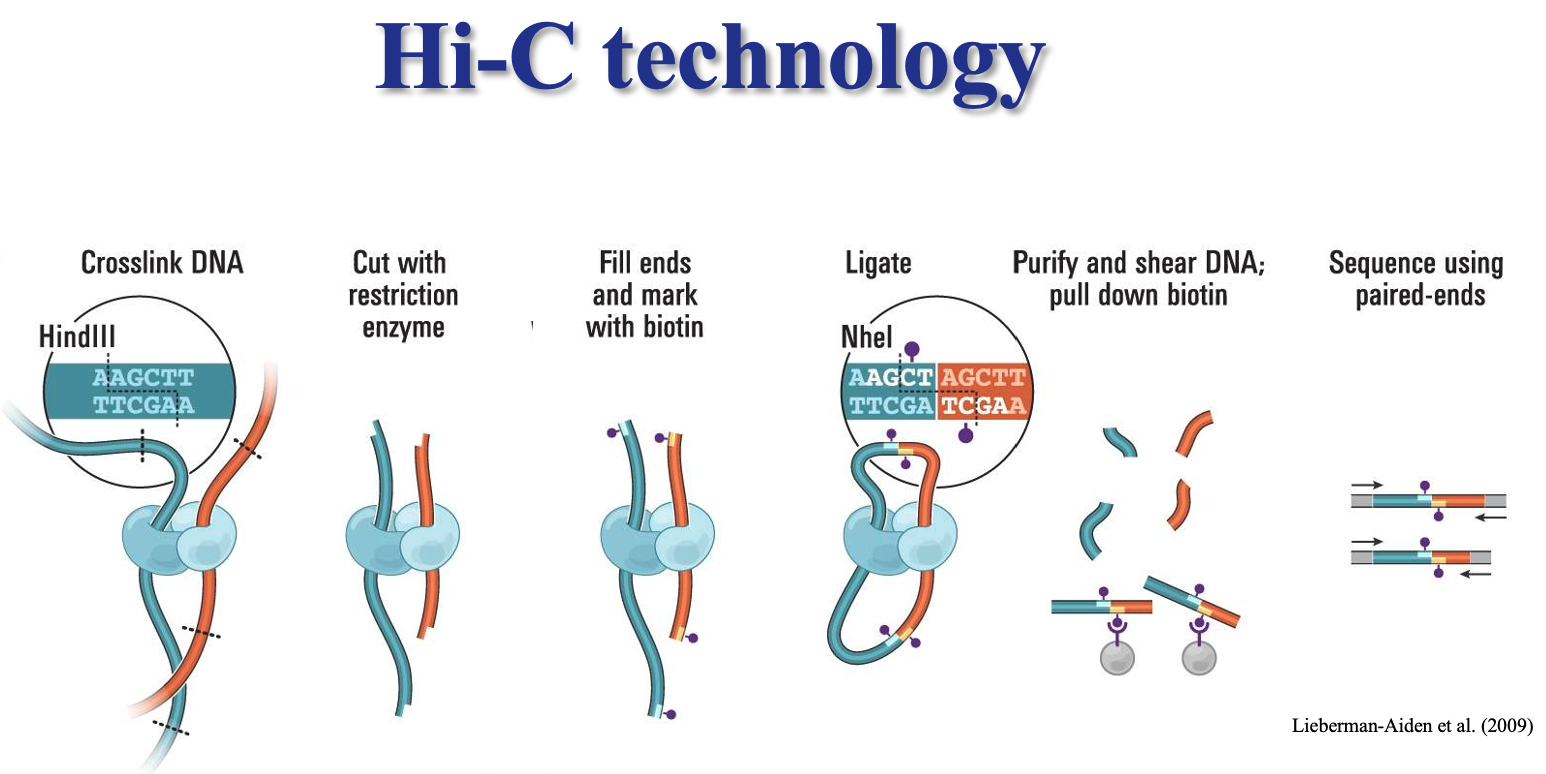 Hi-C technology
Crosslink DNA
HindIII
AAGCTT
TTCGAA
Cut with
restriction
enzyme
Fill ends
and mark
with biotin
Ligate
NheI
AAGCT AGCTT
TTCGA TCGAA
Purify and shear DNA;
pull down biotin
Sequence using
paired-ends
Lieberman-Aiden et al. (2009)